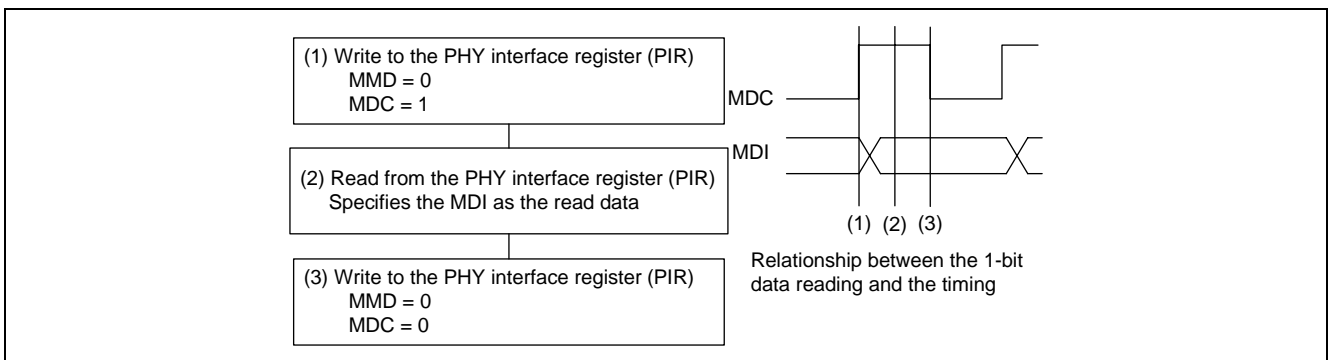 (1) Write to the PHY interface register (PIR)
MMD = 0
MDC = 1
(2) Read from the PHY interface register (PIR)
Specifies the MDI as the read data
(3) Write to the PHY interface register (PIR)
MMD = 0
MDC = 0
MDC
MDI
(1) (2) (3)
Relationship between the 1-bit
data reading and the timing